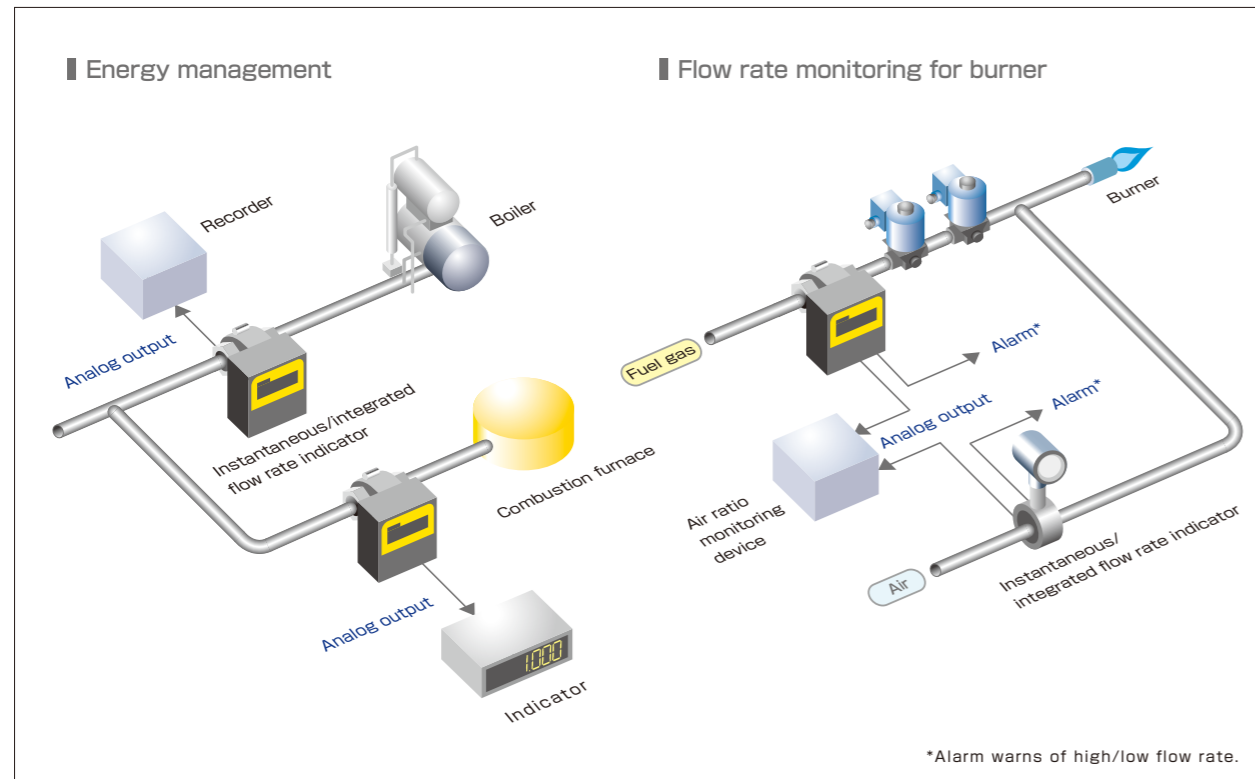 Energy management
Recorder
Boiler
Analog output
Instantaneous/integrated
flow rate indicator
Combustion furnace
Analog output
1.000
Indicator
Flow rate monitoring for burner
Burner
Fuel gas
Alarm*
Analog output
Alarm*
Air ratio
monitoring
device
Air
Instantaneous/
integrated flow rate indicator
*Alarm warns of high/low flow rate.